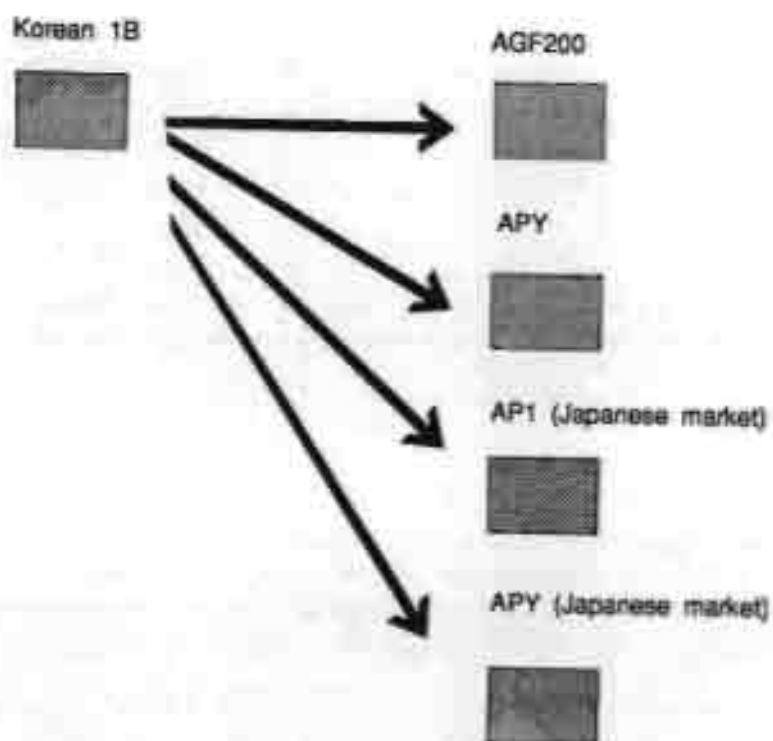 Korean 1B
AGF200
APY
AP1 (Japanese market)
APY (Japanese market)